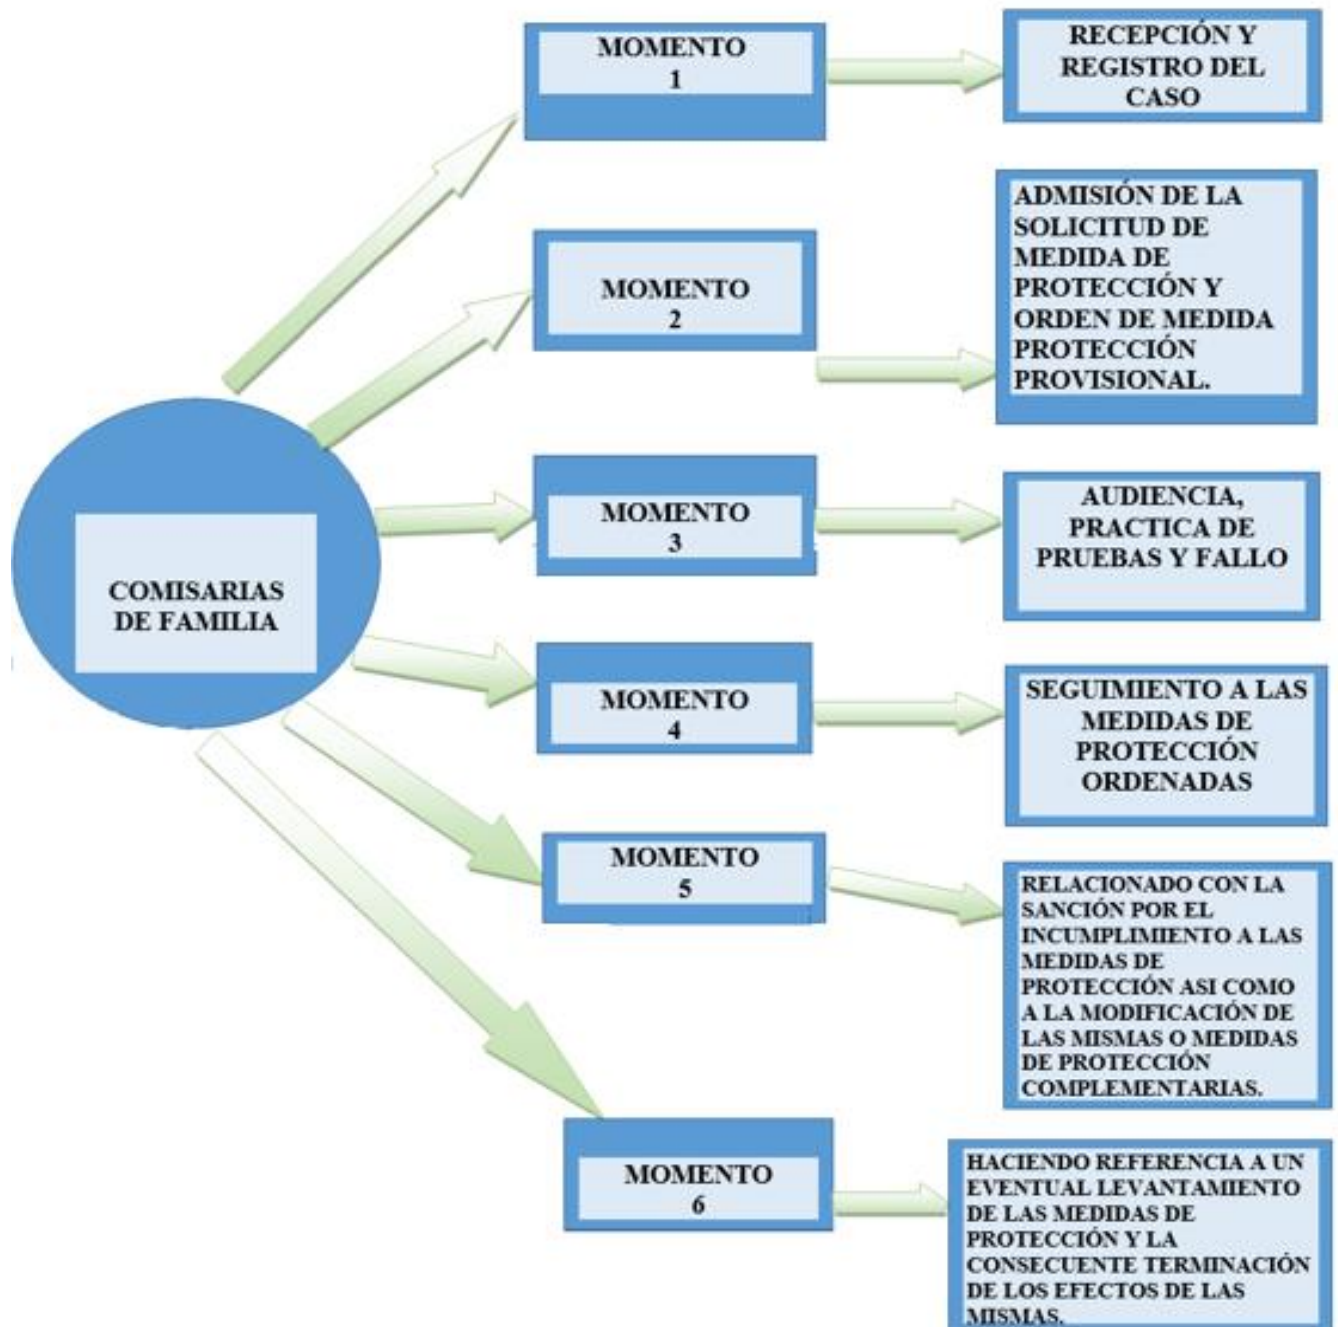 MOMENTO
1
RECEPCIÓN Y
REGISTRO DEL
CASO
MOMENTO
2
ADMISIÓN DE LA
SOLICITUD DE
MEDIDA DE
PROTECCIÓN Y
ORDEN DE MEDIDA
PROTECCIÓN
PROVISIONAL.
COMISARIAS
DE FAMILIA
MOMENTO
3
AUDIENCIA,
PRACTICA DE
PRUEBAS Y FALLO
MOMENTO
4
SEGUIMIENTO A LAS
MEDIDAS DE
PROTECCIÓN
ORDENADAS
MOMENTO
5
RELACIONADO CON LA
SANCIÓN POR EL
INCUMPLIMIENTO A LAS
MEDIDAS DE
PROTECCIÓN ASI COMO
A LA MODIFICACIÓN DE
LAS MISMAS O MEDIDAS
DE PROTECCIÓN
COMPLEMENTARIAS.
MOMENTO
6
HACIENDO REFERENCIA A UN
EVENTUAL LEVANTAMIENTO
DE LAS MEDIDAS DE
PROTECCIÓN Y LA
CONSECUENTE TERMINACIÓN
DE LOS EFECTOS DE LAS
MISMAS.